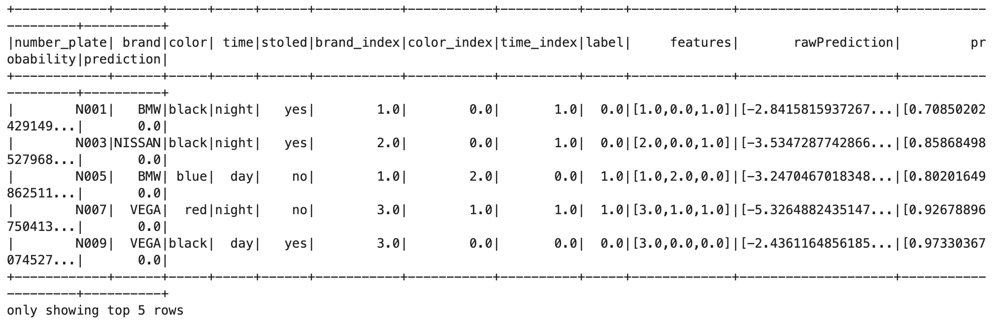 +------------+------+-----+-----+------+-----------+-----------+----------+-----+-------------+--------------------+-----------
---------+----------+
|number_plate| brand|color| time|stoled|brand_index|color_index|time_index|label|     features|       rawPrediction|         pr
obability|prediction|
+------------+------+-----+-----+------+-----------+-----------+----------+-----+-------------+--------------------+-----------
---------+----------+
|        N001|   BMW|black|night|   yes|        1.0|        0.0|       1.0|  0.0|[1.0,0.0,1.0]|[-2.8415815937267...|[0.70850202
429149...|       0.0|
|        N003|NISSAN|black|night|   yes|        2.0|        0.0|       1.0|  0.0|[2.0,0.0,1.0]|[-3.5347287742866...|[0.85868498
527968...|       0.0|
|        N005|   BMW| blue|  day|    no|        1.0|        2.0|       0.0|  1.0|[1.0,2.0,0.0]|[-3.2470467018348...|[0.80201649
862511...|       0.0|
|        N007|  VEGA|  red|night|    no|        3.0|        1.0|       1.0|  1.0|[3.0,1.0,1.0]|[-5.3264882435147...|[0.92678896
750413...|       0.0|
|        N009|  VEGA|black|  day|   yes|        3.0|        0.0|       0.0|  0.0|[3.0,0.0,0.0]|[-2.4361164856185...|[0.97330367
074527...|       0.0|
+------------+------+-----+-----+------+-----------+-----------+----------+-----+-------------+--------------------+-----------
---------+----------+
only showing top 5 rows